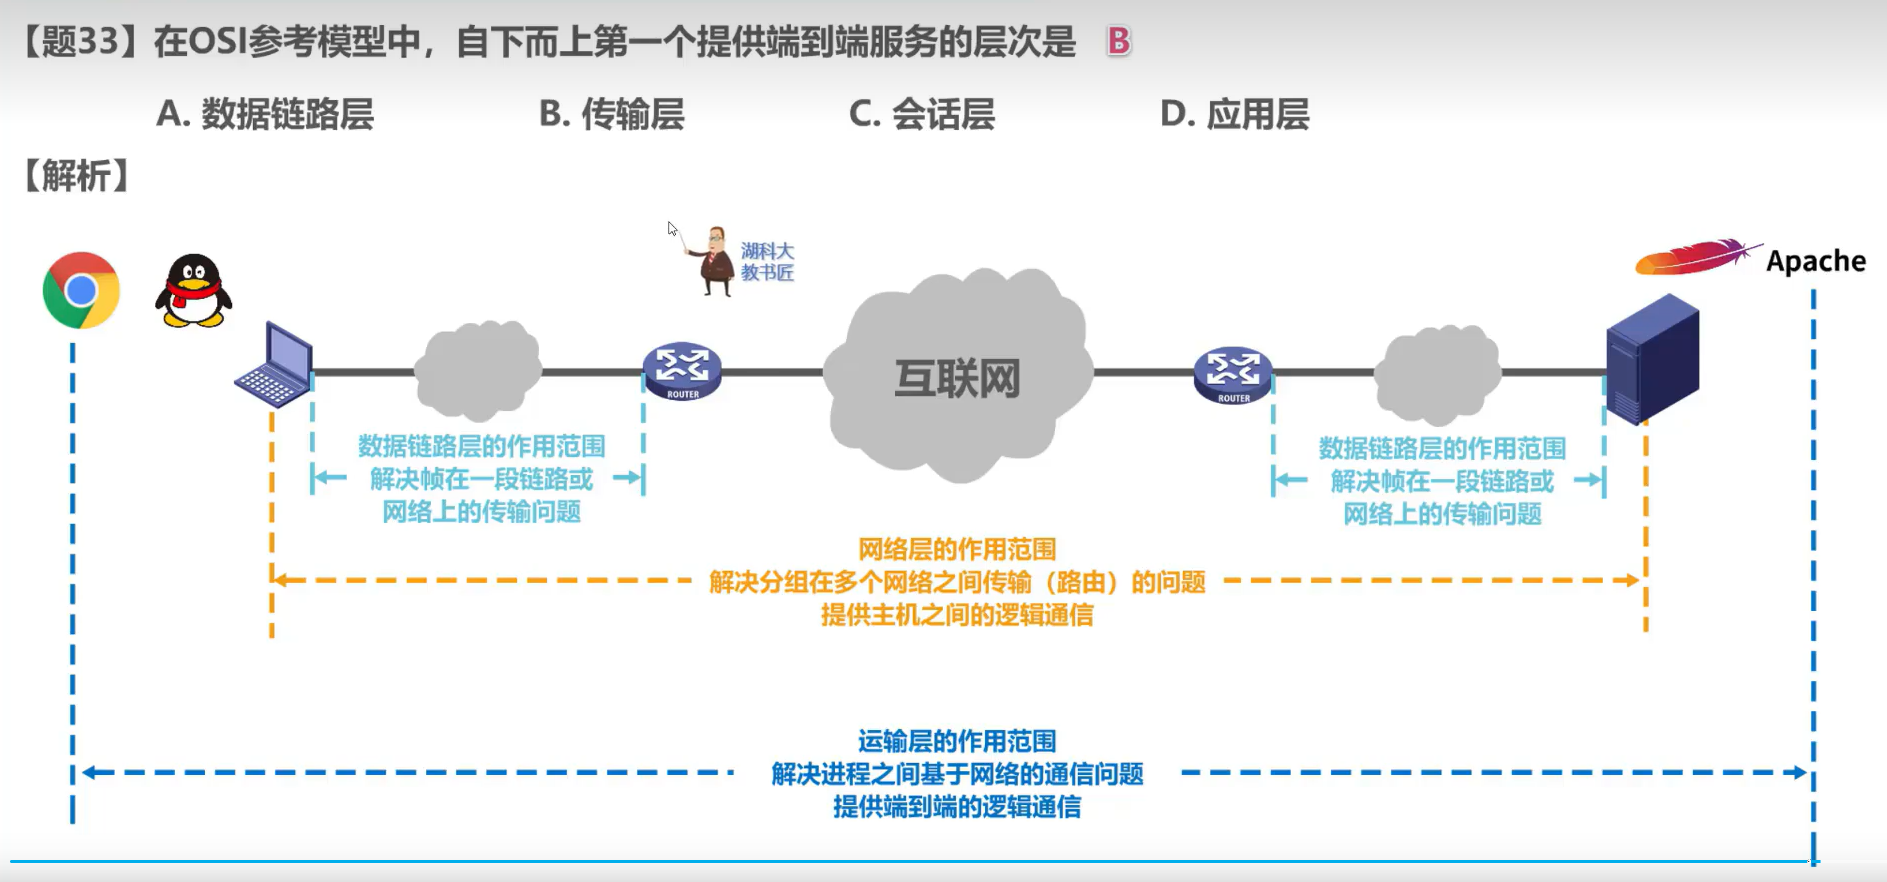 【题33】在OSI参考模型中，自下而上第一个提供端到端服务的层次是 B
A. 数据链路层 B. 传输层 C. 会话层 D. 应用层
【解析】
湖科大
教书匠
Apache
互联网
ROUTER
ROUTER
数据链路层的作用范围
解决帧在一段链路或
网络上的传输问题
数据链路层的作用范围
解决帧在一段链路或
网络上的传输问题
网络层的作用范围
解决分组在多个网络之间传输（路由）的问题
提供主机之间的逻辑通信
运输层的作用范围
解决进程之间基于网络的通信问题
提供端到端的逻辑通信